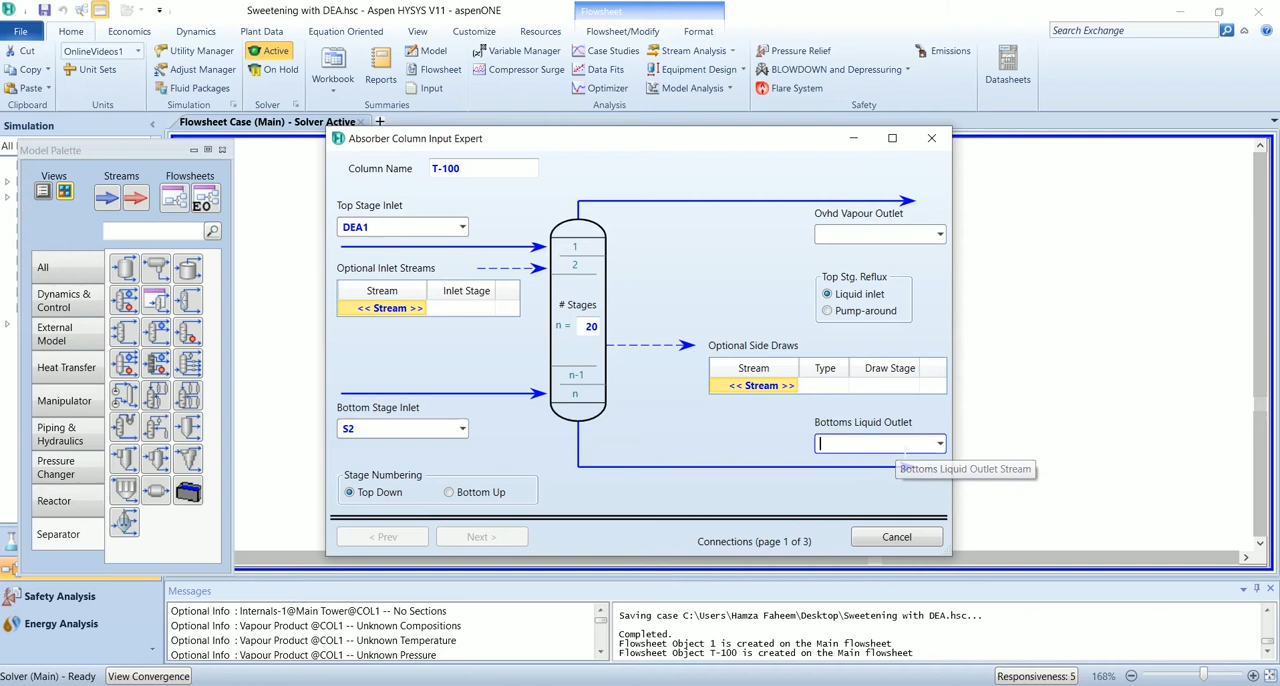 Sweetening with DEA.hsc - Aspen HYSYS V11 - aspenONE
Flowsheet
File Home Economics Dynamics Plant Data Equation Oriented View Customize Resources Flowsheet/Modify Format
Search Exchange
Cut
Copy
Paste
Clipboard
OnlineVideos1
Unit Sets
Units
Utility Manager
Adjust Manager
Fluid Packages
Simulation
Active
On Hold
Solver
Workbook
Reports
Model
Flowsheet
Input
Summaries
Variable Manager
Compressor Surge
Case Studies
Data Fits
Optimizer
Stream Analysis
Equipment Design
Model Analysis
Analysis
Pressure Relief
BLOWDOWN and Depressuring
Flare System
Emissions
Safety
Datasheets
Simulation
All
Flowsheet Case (Main) - Solver Active
Model Palette
Views Streams Flowsheets
EO
All
Dynamics &
Control
External
Model
Heat Transfer
Manipulator
Piping &
Hydraulics
Pressure
Changer
Reactor
Separator
Absorber Column Input Expert
Column Name T-100
Top Stage Inlet
DEA1
Optional Inlet Streams
Stream Inlet Stage
<< Stream >>
Bottom Stage Inlet
S2
Stage Numbering
Top Down Bottom Up
1
2
# Stages
n = 20
n-1
n
Ovhd Vapour Outlet
Top Stg. Reflux
Liquid inlet
Pump-around
Optional Side Draws
Stream Type Draw Stage
<< Stream >>
Bottoms Liquid Outlet
Bottoms Liquid Outlet Stream
< Prev Next > Connections (page 1 of 3) Cancel
Safety Analysis
Energy Analysis
Messages
Optional Info : Internals-1@Main Tower@COL1 -- No Sections
Optional Info : Vapour Product @COL1 -- Unknown Compositions
Optional Info : Vapour Product @COL1 -- Unknown Temperature
Optional Info : Vapour Product @COL1 -- Unknown Pressure
Saving case C:\Users\Hamza Faheem\Desktop\Sweetening with DEA.hsc...
Completed.
Flowsheet Object 1 is created on the Main flowsheet
Flowsheet Object T-100 is created on the Main flowsheet
Solver (Main) - Ready View Convergence Responsiveness: 5 168%